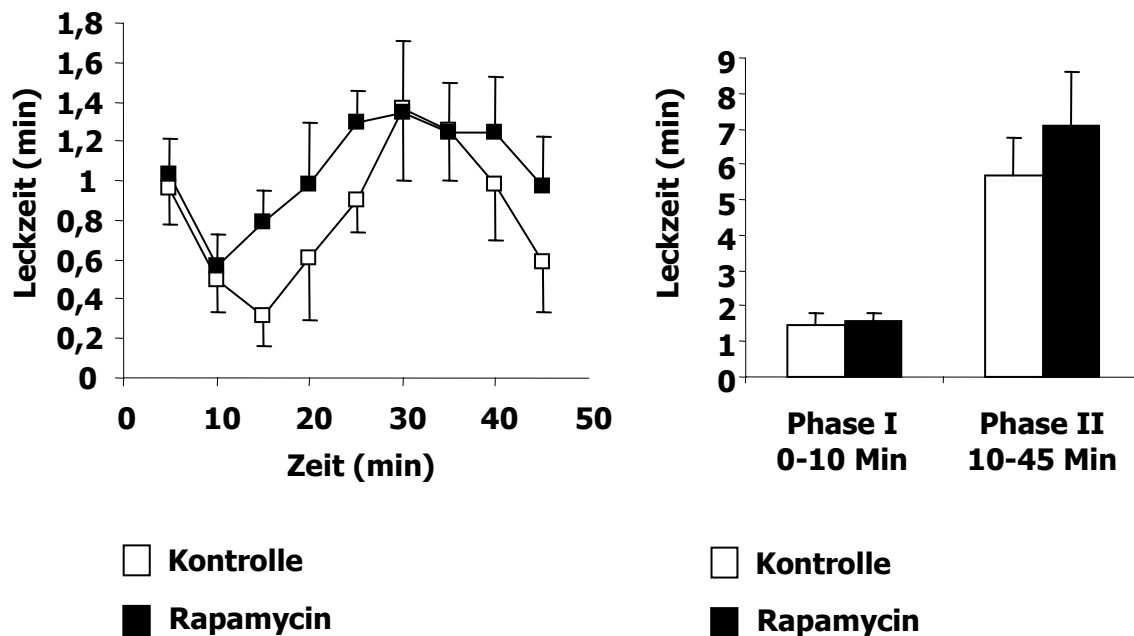 Leckzeit (min)
1,8
1,6
1,4
1,2
1
0,8
0,6
0,4
0,2
0
0 10 20 30 40 50
Zeit (min)
Kontrolle
Rapamycin
Leckzeit (min)
9
8
7
6
5
4
3
2
1
0
Phase I Phase II
0-10 Min 10-45 Min
Kontrolle
Rapamycin